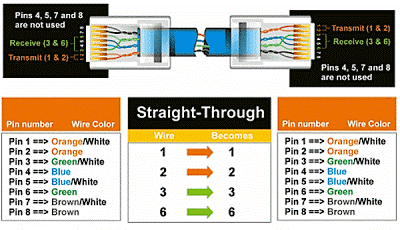 Pins 4, 5, 7 and 8
are not used
Receive (3 & 6)
Transmit (1 & 2)
Transmit (1 & 2)
Receive (3 & 6)
Pins 4, 5, 7 and 8
are not used
Pin number Wire Color
Pin 1 ==> Orange/White
Pin 2 ==> Orange
Pin 3 ==> Green/White
Pin 4 ==> Blue
Pin 5 ==> Blue/White
Pin 6 ==> Green
Pin 7 ==> Brown/White
Pin 8 ==> Brown
Straight-Through
Wire Becomes
1 1
2 2
3 3
6 6
Pin number Wire Color
Pin 1 ==> Orange/White
Pin 2 ==> Orange
Pin 3 ==> Green/White
Pin 4 ==> Blue
Pin 5 ==> Blue/White
Pin 6 ==> Green
Pin 7 ==> Brown/White
Pin 8 ==> Brown